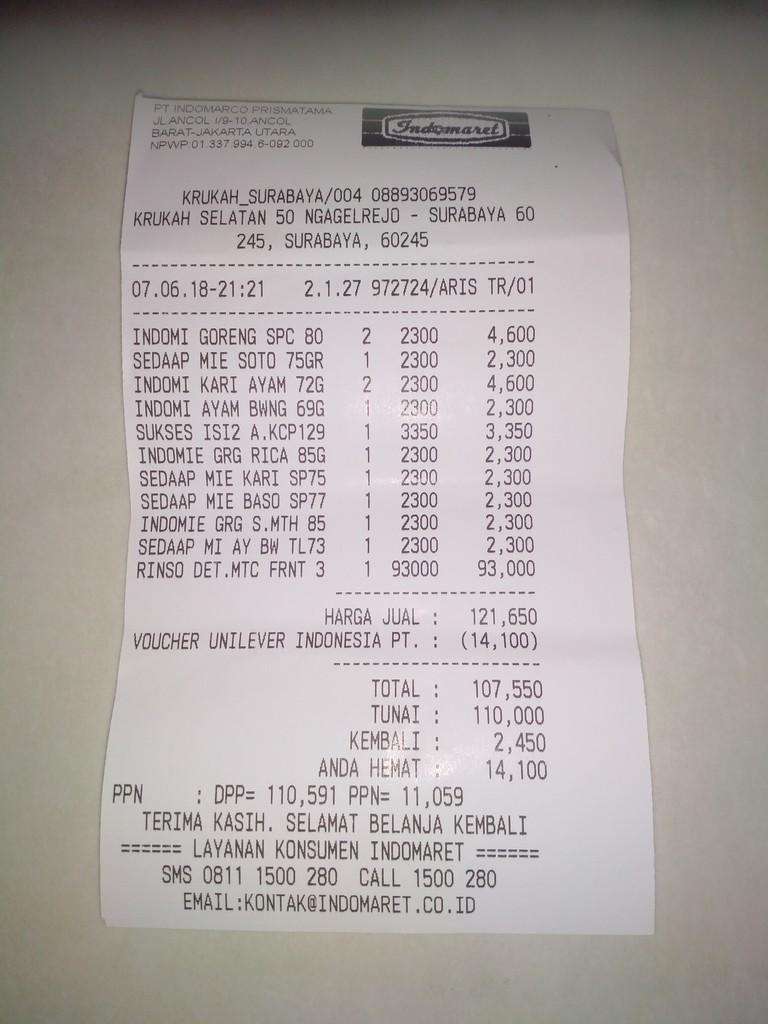 PT INDOMARCO PRISMATAMA
JL.ANCOL I/9-10,ANCOL
BARAT-JAKARTA UTARA
NPWP:01.337.994.6-092.000
Indomaret
KRUKAH_SURABAYA/004 08893069579
KRUKAH SELATAN 50 NGAGELREJO - SURABAYA 60
245, SURABAYA, 60245
07.06.18-21:21 2.1.27 972724/ARIS TR/01
INDOMI GORENG SPC 80 2 2300 4,600
SEDAAP MIE SOTO 75GR 1 2300 2,300
INDOMI KARI AYAM 72G 2 2300 4,600
INDOMI AYAM BWNG 69G 1 2300 2,300
SUKSES ISI2 A.KCP129 1 3350 3,350
INDOMIE GRG RICA 85G 1 2300 2,300
SEDAAP MIE KARI SP75 1 2300 2,300
SEDAAP MIE BASO SP77 1 2300 2,300
INDOMIE GRG S.MTH 85 1 2300 2,300
SEDAAP MI AY BW TL73 1 2300 2,300
RINSO DET.MTC FRNT 3 1 93000 93,000
HARGA JUAL : 121,650
VOUCHER UNILEVER INDONESIA PT. : (14,100)
TOTAL : 107,550
TUNAI : 110,000
KEMBALI : 2,450
ANDA HEMAT : 14,100
PPN : DPP= 110,591 PPN= 11,059
TERIMA KASIH. SELAMAT BELANJA KEMBALI
====== LAYANAN KONSUMEN INDOMARET ======
SMS 0811 1500 280 CALL 1500 280
EMAIL:KONTAK@INDOMARET.CO.ID